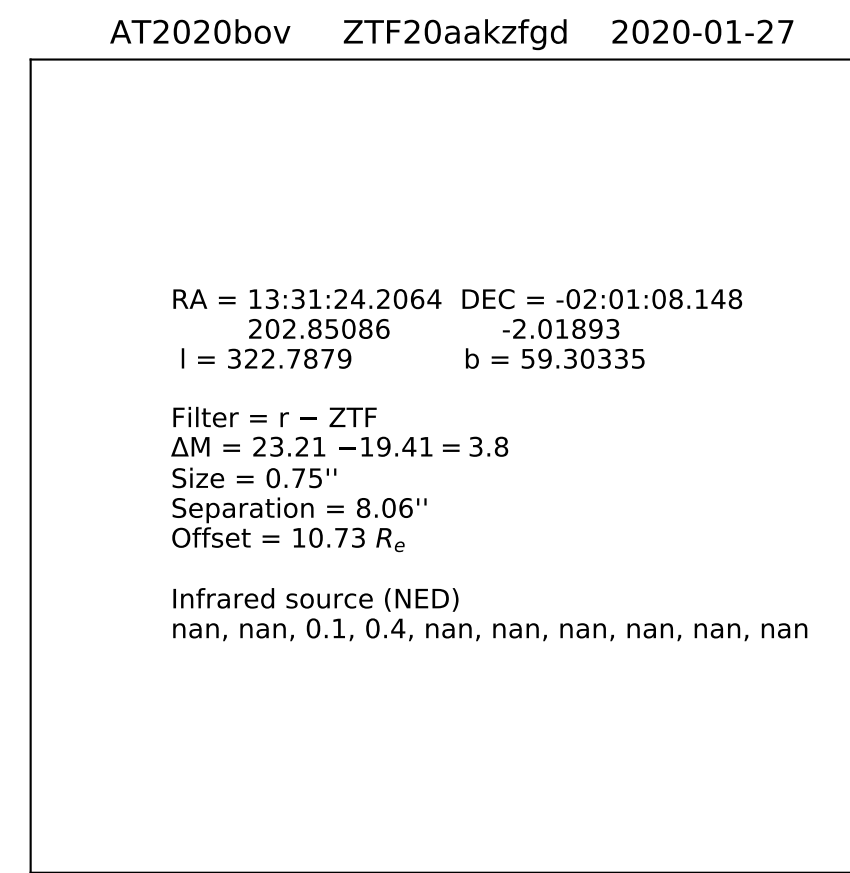 AT2020bov ZTF20aakzfgd 2020-01-27
RA = 13:31:24.2064 DEC = -02:01:08.148
202.85086 -2.01893
l = 322.7879 b = 59.30335
Filter = r − ZTF
ΔM = 23.21 −19.41 = 3.8
Size = 0.75''
Separation = 8.06''
Offset = 10.73 Re
Infrared source (NED)
nan, nan, 0.1, 0.4, nan, nan, nan, nan, nan, nan